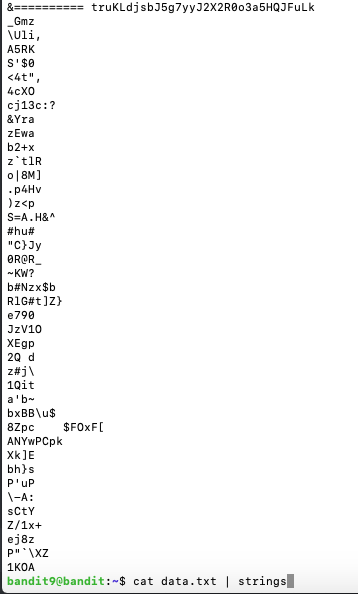 &========== truKLdjsbJ5g7yyJ2X2R0o3a5HQJFuLk
_Gmz
\Uli,
A5RK
S'$0
<4t",
4cXO
cj13c:?
&Yra
zEwa
b2+x
z`tlR
o|8M]
.p4Hv
)z<p
S=A.H&^
#hu#
"C}Jy
0R@R_
~KW?
b#Nzx$b
RlG#t]Z}
e790
JzV1O
XEgp
2Q d
z#j\
1Qit
a'b~
bxBB\u$
8Zpc    $FOxF[
ANYwPCpk
Xk]E
bh}s
P'uP
\-A:
sCtY
Z/1x+
ej8z
P"`\XZ
1KOA
bandit9@bandit:~$ cat data.txt | strings